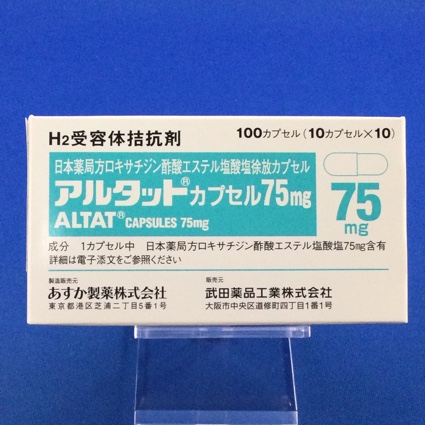 H2受容体拮抗剤
100カプセル(10カプセル×10)
日本薬局方ロキサチジン酢酸エステル塩酸塩徐放カプセル
アルタット®カプセル75mg
ALTAT® CAPSULES 75mg
75
mg
成分 1カプセル中 日本薬局方ロキサチジン酢酸エステル塩酸塩75mg含有
詳細は電子添文をご参照ください
製造販売元
あすか製薬株式会社
東京都港区芝浦二丁目5番1号
販売元
武田薬品工業株式会社
大阪市中央区道修町四丁目1番1号